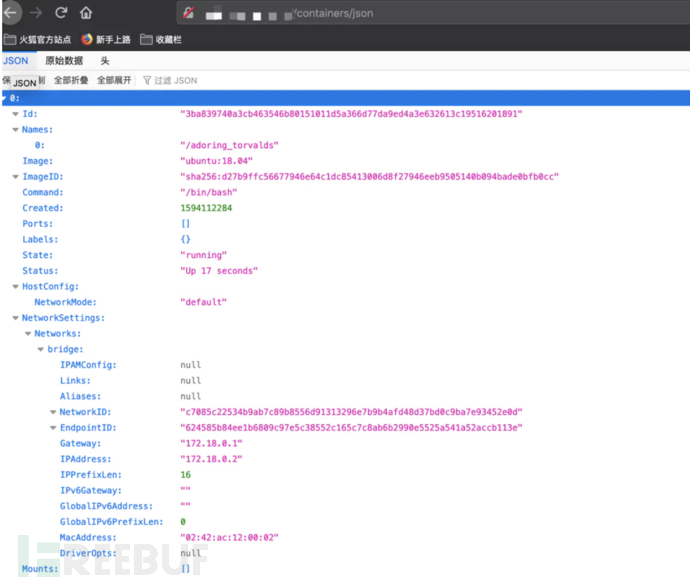 /containers/json
火狐官方站点 新手上路 收藏栏
JSON 原始数据 头
保 JSON 制 全部折叠 全部展开 过滤 JSON
0:
Id: "3ba839740a3cb463546b80151011d5a366d77da9ed4a3e632613c19516201891"
Names:
0: "/adoring_torvalds"
Image: "ubuntu:18.04"
ImageID: "sha256:d27b9ffc56677946e64c1dc85413006d8f27946eeb9505140b094bade0bfb0cc"
Command: "/bin/bash"
Created: 1594112284
Ports: []
Labels: {}
State: "running"
Status: "Up 17 seconds"
HostConfig:
NetworkMode: "default"
NetworkSettings:
Networks:
bridge:
IPAMConfig: null
Links: null
Aliases: null
NetworkID: "c7085c22534b9ab7c89b8556d91313296e7b9b4afd48d37bd0c9ba7e93452e0d"
EndpointID: "624585b84ee1b6809c97e5c38552c165c7c8ab6b2990e5525a541a52accb113e"
Gateway: "172.18.0.1"
IPAddress: "172.18.0.2"
IPPrefixLen: 16
IPv6Gateway: ""
GlobalIPv6Address: ""
GlobalIPv6PrefixLen: 0
MacAddress: "02:42:ac:12:00:02"
DriverOpts: null
Mounts: []
FREEBUF